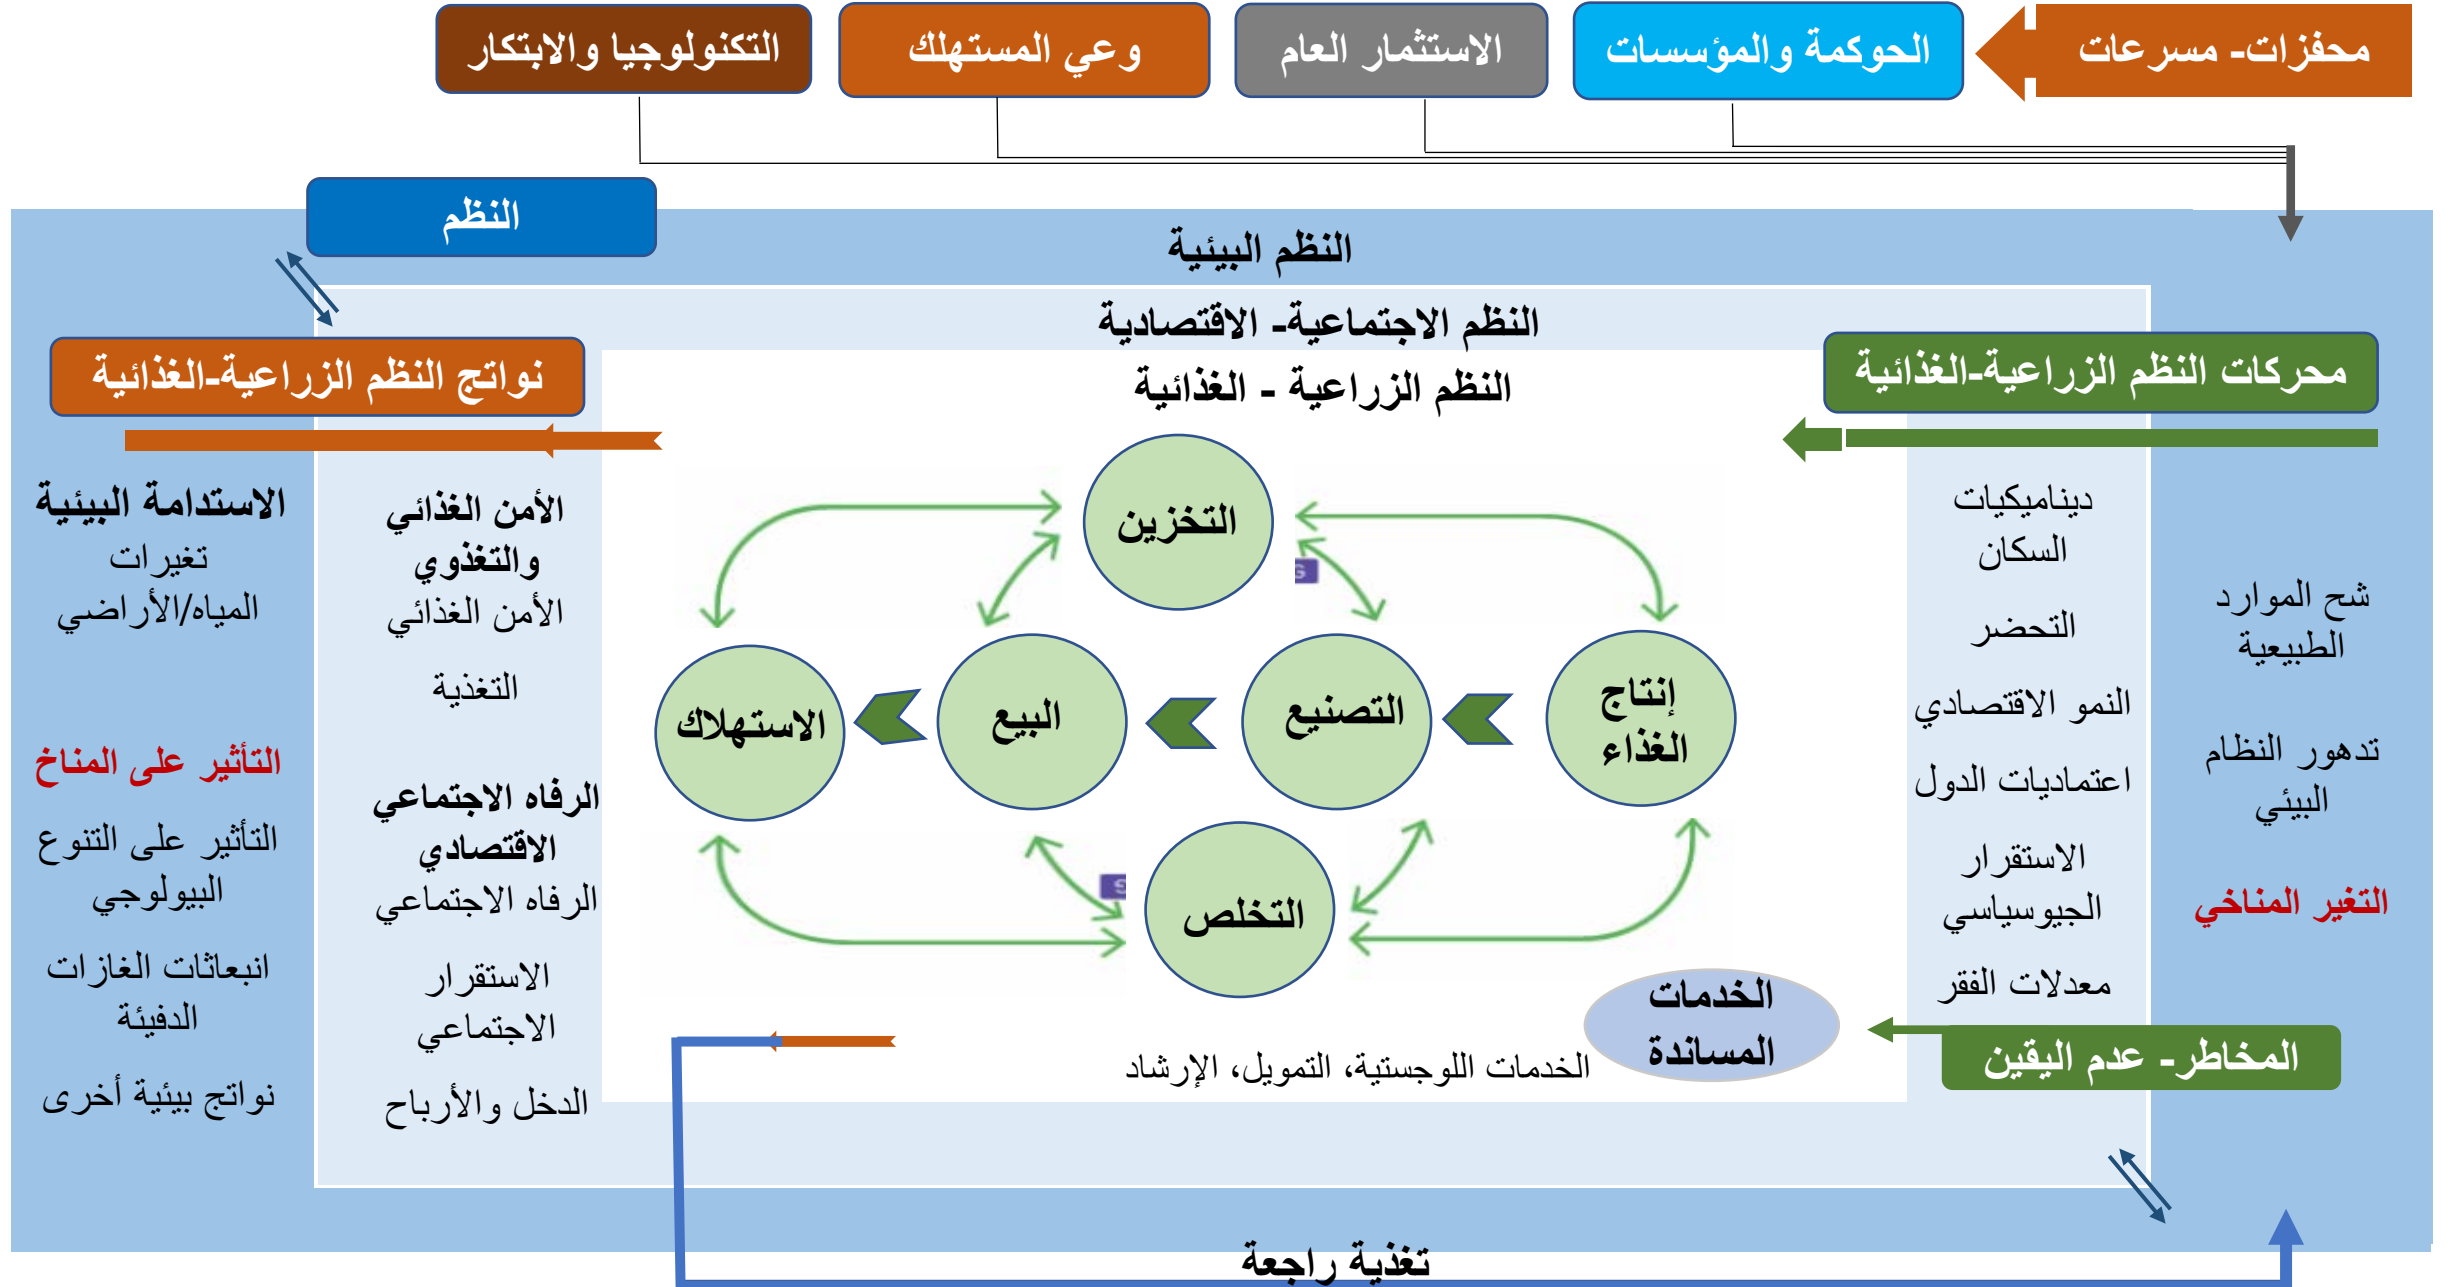 محفزات- مسرعات
الحوكمة والمؤسسات
الاستثمار العام
وعي المستهلك
التكنولوجيا والابتكار
النظم
النظم البيئية
النظم الاجتماعية- الاقتصادية
النظم الزراعية - الغذائية
محركات النظم الزراعية-الغذائية
نواتج النظم الزراعية-الغذائية
شح الموارد
الطبيعية
تدهور النظام
البيئي
التغير المناخي
ديناميكيات
السكان
التحضر
النمو الاقتصادي
اعتماديات الدول
الاستقرار
الجيوسياسي
معدلات الفقر
المخاطر- عدم اليقين
التخزين
S
إنتاج
الغذاء
التصنيع
البيع
الاستهلاك
S
التخلص
الخدمات
المساندة
الخدمات اللوجستية، التمويل، الإرشاد
الأمن الغذائي
والتغذوي
الأمن الغذائي
التغذية
الرفاه الاجتماعي
الاقتصادي
الرفاه الاجتماعي
الاستقرار
الاجتماعي
الدخل والأرباح
الاستدامة البيئية
تغيرات
المياه/الأراضي
التأثير على المناخ
التأثير على التنوع
البيولوجي
انبعاثات الغازات
الدفيئة
نواتج بيئية أخرى
تغذية راجعة